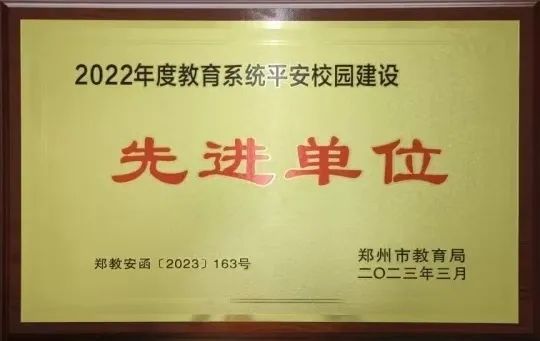 2022年度教育系统平安校园建设
先进单位
郑教安函〔2023〕163号
郑州市教育局
二〇二三年三月